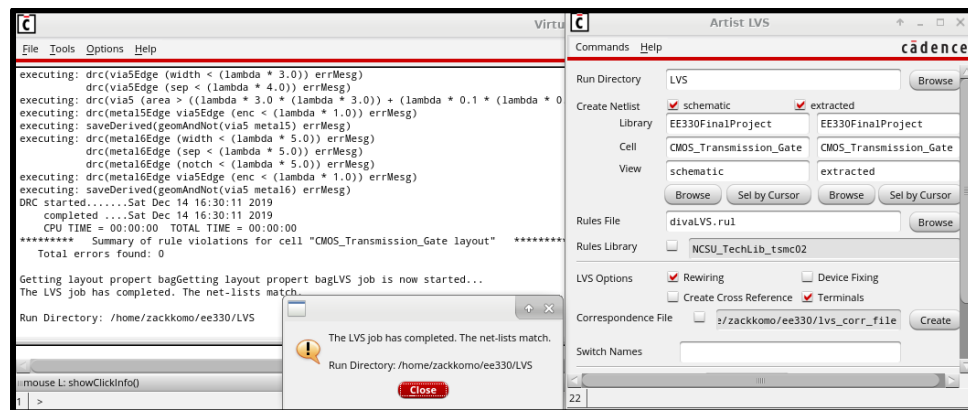 Virtu
File Tools Options Help
executing: drc(via5Edge (width < (lambda * 3.0)) errMesg)
drc(via5Edge (sep < (lambda * 4.0)) errMesg)
executing: drc(via5 (area > ((lambda * 3.0 * (lambda * 3.0)) + (lambda * 0.1 * (lambda * 0
executing: drc(metal5Edge via5Edge (enc < (lambda * 1.0)) errMesg)
executing: saveDerived(geomAndNot(via5 metal5) errMesg)
executing: drc(metal6Edge (width < (lambda * 5.0)) errMesg)
drc(metal6Edge (sep < (lambda * 5.0)) errMesg)
drc(metal6Edge (notch < (lambda * 5.0)) errMesg)
executing: drc(metal6Edge via5Edge (enc < (lambda * 1.0)) errMesg)
executing: saveDerived(geomAndNot(via5 metal6) errMesg)
DRC started.......Sat Dec 14 16:30:11 2019
completed ....Sat Dec 14 16:30:11 2019
CPU TIME = 00:00:00 TOTAL TIME = 00:00:00
********* Summary of rule violations for cell "CMOS_Transmission_Gate layout" *******
Total errors found: 0
Getting layout propert bagGetting layout propert bagLVS job is now started...
The LVS job has completed. The net-lists match.
Run Directory: /home/zackkomo/ee330/LVS
mouse L: showClickInfo()
1 >
The LVS job has completed. The net-lists match.
Run Directory: /home/zackkomo/ee330/LVS
Close
Artist LVS
Commands Help
cādence
Run Directory LVS Browse
Create Netlist schematic extracted
Library EE330FinalProject EE330FinalProject
Cell CMOS_Transmission_Gate CMOS_Transmission_Gate
View schematic extracted
Browse Sel by Cursor Browse Sel by Cursor
Rules File divaLVS.rul Browse
Rules Library NCSU_TechLib_tsmc02
LVS Options Rewiring Device Fixing
Create Cross Reference Terminals
Correspondence File e/zackkomo/ee330/lvs_corr_file Create
Switch Names
22